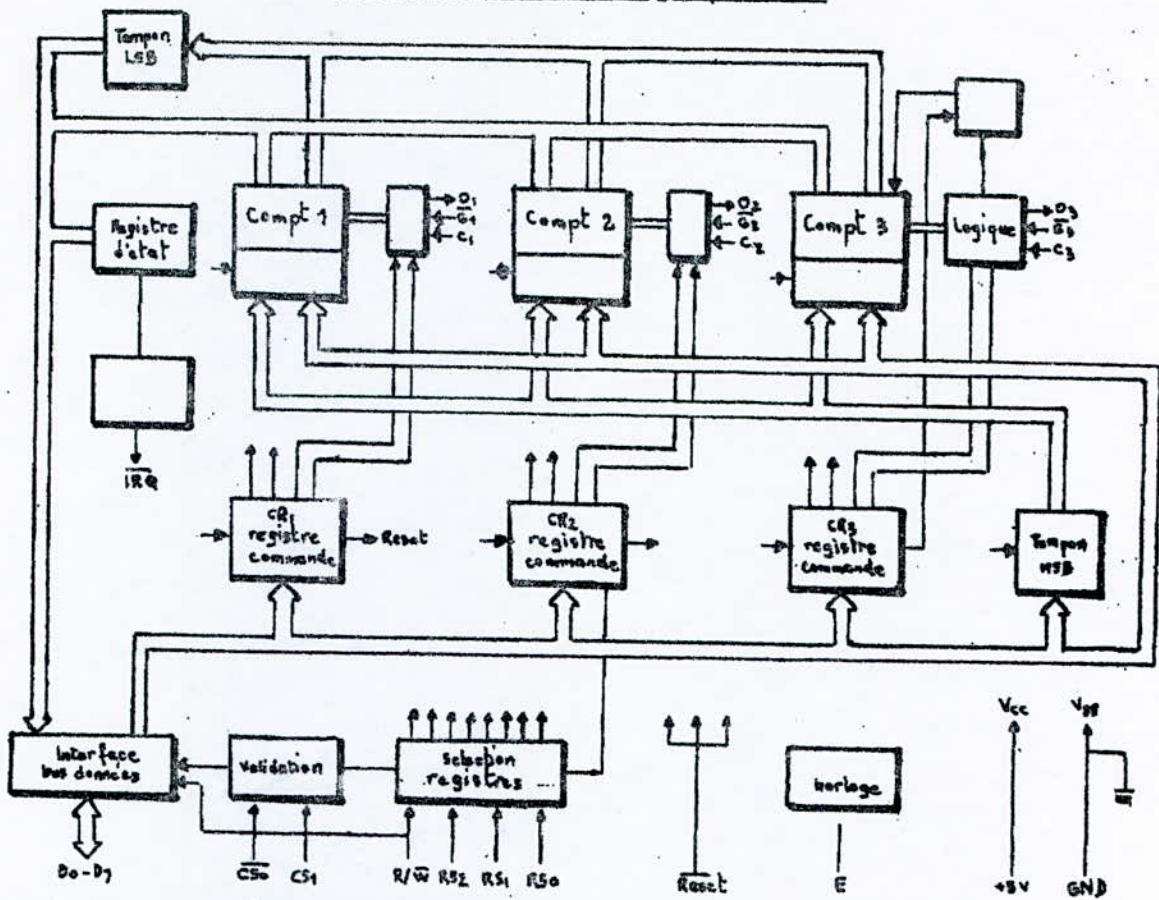 Tampon
LSB
Registre
d'état
Compt 1
O1
G1
C1
Compt 2
O2
G2
C2
Compt 3
Logique
O3
C3
IRQ
CR1
registre
commande
Reset
CR2
registre
commande
CR3
registre
commande
Tampon
MSB
Interface
bus données
Validation
Sélection
registres ....
horloge
Vcc
D0-D7
CS0
CS1
R/W
RS2
RS1
RS0
Reset
E
+5V
GND